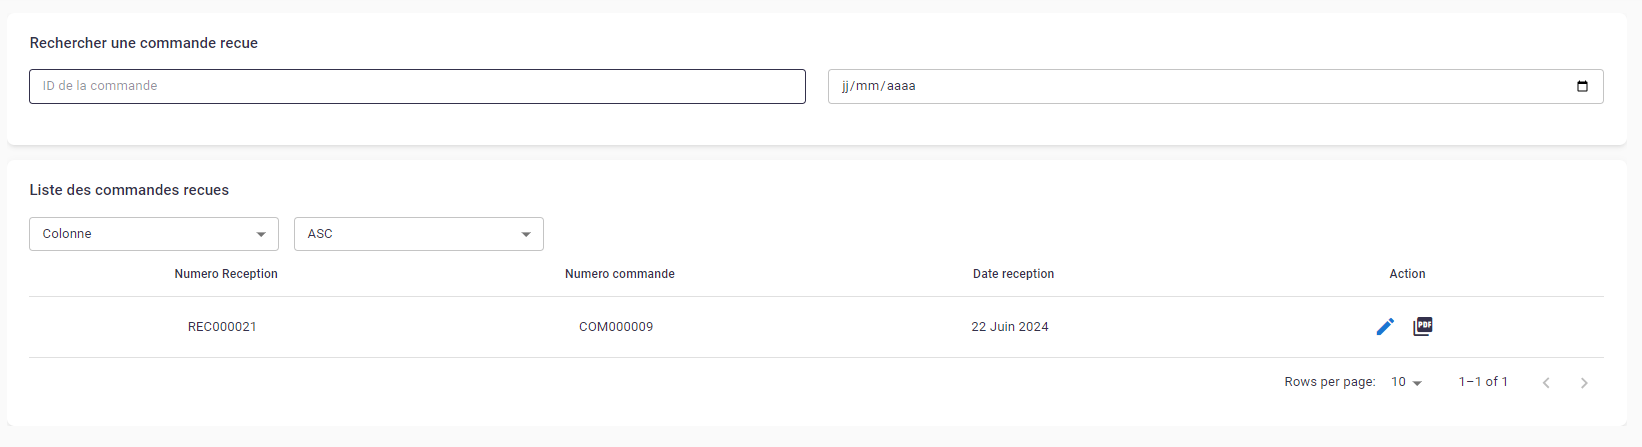 Rechercher une commande recue
ID de la commande jj/mm/aaaa
Liste des commandes recues
Colonne ASC
Numero Reception Numero commande Date reception Action
REC000021 COM000009 22 Juin 2024 PDF
Rows per page: 10 1–1 of 1